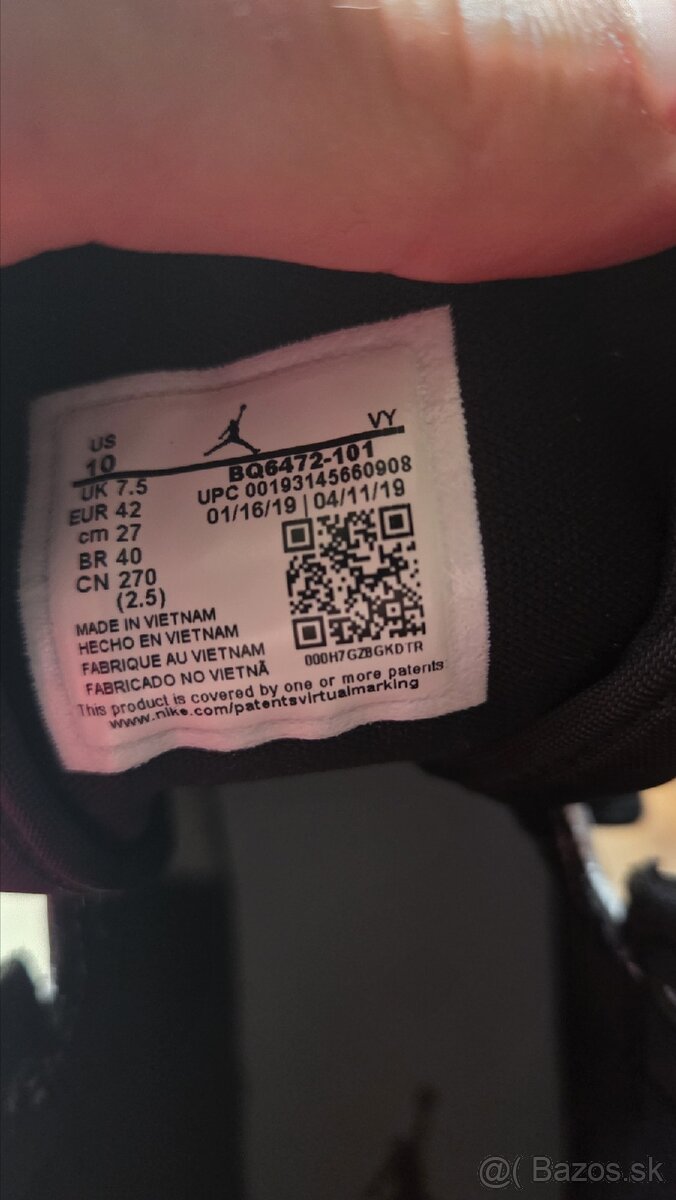 US
10
VY
BQ6472-101
UPC 00193145660908
01/16/19 | 04/11/19
UK 7.5
EUR 42
cm 27
BR 40
CN 270
(2.5)
000H7GZBGKDTR
MADE IN VIETNAM
HECHO EN VIETNAM
FABRIQUE AU VIETNAM
FABRICADO NO VIETNÃ
This product is covered by one or more patents
www.nike.com/patentsvirtualmarking
@( Bazos.sk